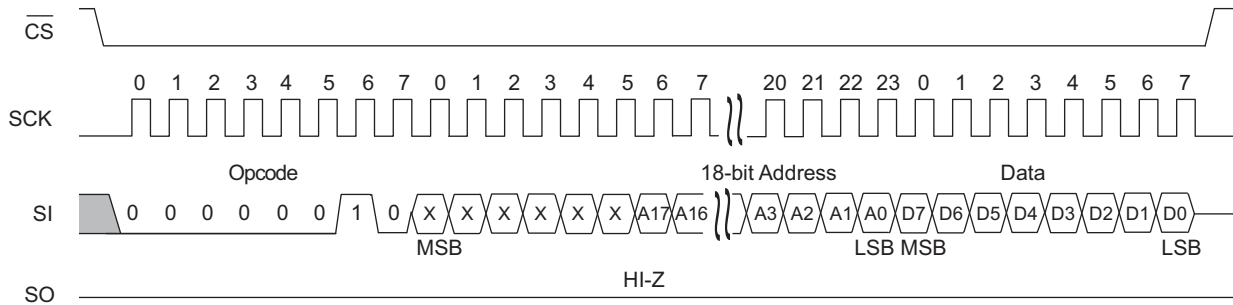 CS
0 1 2 3 4 5 6 7 0 1 2 3 4 5 6 7 20 21 22 23 0 1 2 3 4 5 6 7
SCK
Opcode 18-bit Address Data
SI 0 0 0 0 0 0 1 0 X X X X X X A17 A16 A3 A2 A1 A0 D7 D6 D5 D4 D3 D2 D1 D0
MSB LSB MSB LSB
HI-Z
SO